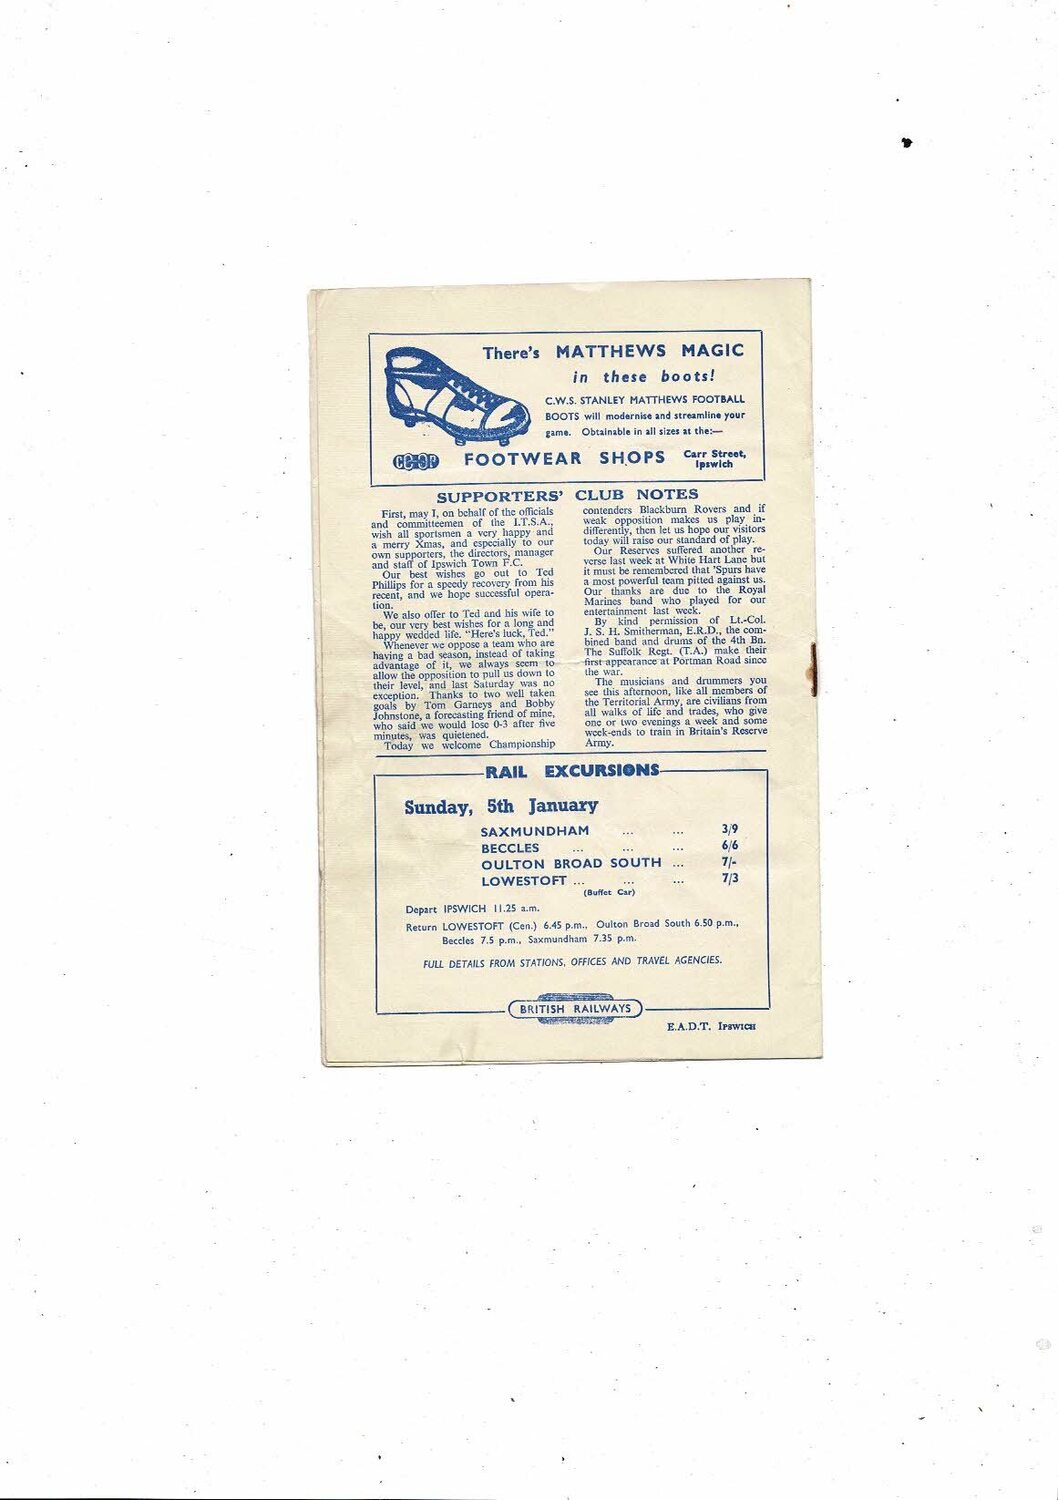 There's MATTHEWS MAGIC
in these boots!
C.W.S. STANLEY MATTHEWS FOOTBALL
BOOTS will modernise and streamline your
game. Obtainable in all sizes at the:—
CO-OP FOOTWEAR SHOPS Carr Street,
Ipswich
SUPPORTERS' CLUB NOTES
First, may I, on behalf of the officials
and committeemen of the I.T.S.A.,
wish all sportsmen a very happy and
a merry Xmas, and especially to our
own supporters, the directors, manager
and staff of Ipswich Town F.C.
Our best wishes go out to Ted
Phillips for a speedy recovery from his
recent, and we hope successful opera-
tion.
We also offer to Ted and his wife to
be, our very best wishes for a long and
happy wedded life. "Here's luck, Ted."
Whenever we oppose a team who are
having a bad season, instead of taking
advantage of it, we always seem to
allow the opposition to pull us down to
their level, and last Saturday was no
exception. Thanks to two well taken
goals by Tom Garneys and Bobby
Johnstone, a forecasting friend of mine,
who said we would lose 0-3 after five
minutes, was quietened.
Today we welcome Championship
contenders Blackburn Rovers and if
weak opposition makes us play in-
differently, then let us hope our visitors
today will raise our standard of play.
Our Reserves suffered another re-
verse last week at White Hart Lane but
it must be remembered that 'Spurs have
a most powerful team pitted against us.
Our thanks are due to the Royal
Marines band who played for our
entertainment last week.
By kind permission of Lt.-Col.
J. S. H. Smitherman, E.R.D., the com-
bined band and drums of the 4th Bn.
The Suffolk Regt. (T.A.) make their
first appearance at Portman Road since
the war.
The musicians and drummers you
see this afternoon, like all members of
the Territorial Army, are civilians from
all walks of life and trades, who give
one or two evenings a week and some
week-ends to train in Britain's Reserve
Army.
RAIL EXCURSIONS
Sunday, 5th January
SAXMUNDHAM ... ... 3/9
BECCLES ... ... ... 6/6
OULTON BROAD SOUTH ... 7/-
LOWESTOFT ... ... ... 7/3
(Buffet Car)
Depart IPSWICH 11.25 a.m.
Return LOWESTOFT (Cen.) 6.45 p.m., Oulton Broad South 6.50 p.m.,
Beccles 7.5 p.m., Saxmundham 7.35 p.m.
FULL DETAILS FROM STATIONS, OFFICES AND TRAVEL AGENCIES.
BRITISH RAILWAYS
E.A.D.T. IPSWICH